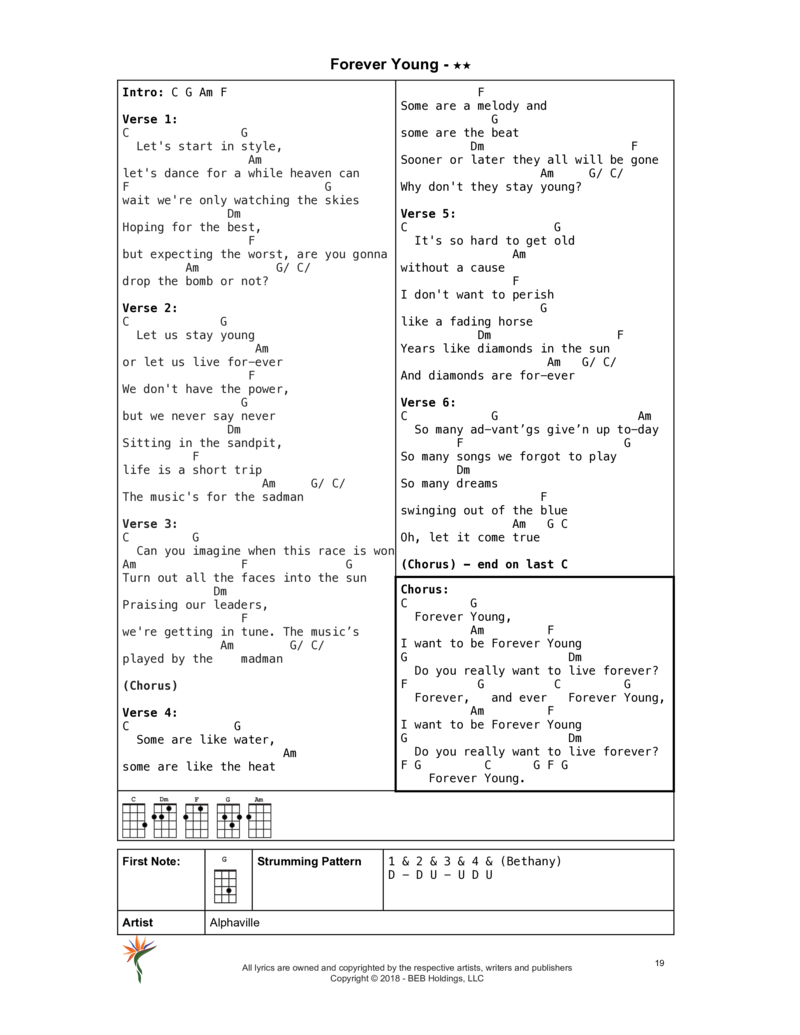 Forever Young - ★★
Intro: C G Am F
Verse 1:
C                G
  Let's start in style,
                  Am
let's dance for a while heaven can
F                            G
wait we're only watching the skies
               Dm
Hoping for the best,
                  F
but expecting the worst, are you gonna
         Am           G/ C/
drop the bomb or not?
Verse 2:
C             G
  Let us stay young
                   Am
or let us live for-ever
                  F
We don't have the power,
                 G
but we never say never
               Dm
Sitting in the sandpit,
          F
life is a short trip
                    Am     G/ C/
The music's for the sadman
Verse 3:
C         G
  Can you imagine when this race is won
Am               F              G
Turn out all the faces into the sun
             Dm
Praising our leaders,
                 F
we're getting in tune. The music’s
              Am        G/ C/
played by the    madman
(Chorus)
Verse 4:
C               G
  Some are like water,
                       Am
some are like the heat
           F
Some are a melody and
             G
some are the beat
          Dm                     F
Sooner or later they all will be gone
                    Am     G/ C/
Why don't they stay young?
Verse 5:
C                     G
  It's so hard to get old
                Am
without a cause
                F
I don't want to perish
                    G
like a fading horse
           Dm                  F
Years like diamonds in the sun
                     Am   G/ C/
And diamonds are for-ever
Verse 6:
C            G                    Am
  So many ad-vant’gs give’n up to-day
        F                       G
So many songs we forgot to play
        Dm
So many dreams
                    F
swinging out of the blue
                Am   G C
Oh, let it come true
(Chorus) – end on last C
Chorus:
C         G
  Forever Young,
          Am         F
I want to be Forever Young
G                       Dm
  Do you really want to live forever?
F          G          C         G
  Forever,   and ever   Forever Young,
          Am         F
I want to be Forever Young
G                       Dm
  Do you really want to live forever?
F G         C      G F G
    Forever Young.
C Dm F G Am
First Note:
G
Strumming Pattern
1 & 2 & 3 & 4 & (Bethany)
D – D U – U D U
Artist
Alphaville
All lyrics are owned and copyrighted by the respective artists, writers and publishers
Copyright © 2018 - BEB Holdings, LLC
19